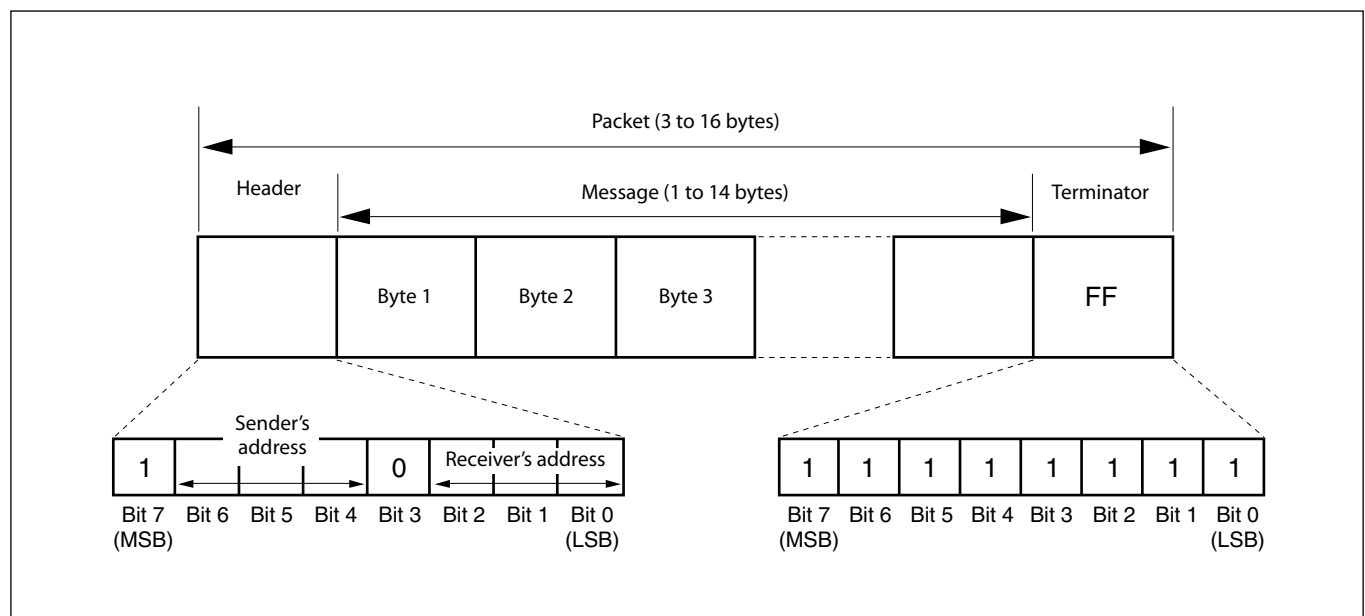 Packet (3 to 16 bytes)
Header
Message (1 to 14 bytes)
Terminator
Byte 1
Byte 2
Byte 3
FF
Sender’s
address
1
0
Receiver’s address
Bit 7
(MSB)
Bit 6
Bit 5
Bit 4
Bit 3
Bit 2
Bit 1
Bit 0
(LSB)
1 1 1 1 1 1 1 1
Bit 7
(MSB)
Bit 6
Bit 5
Bit 4
Bit 3
Bit 2
Bit 1
Bit 0
(LSB)